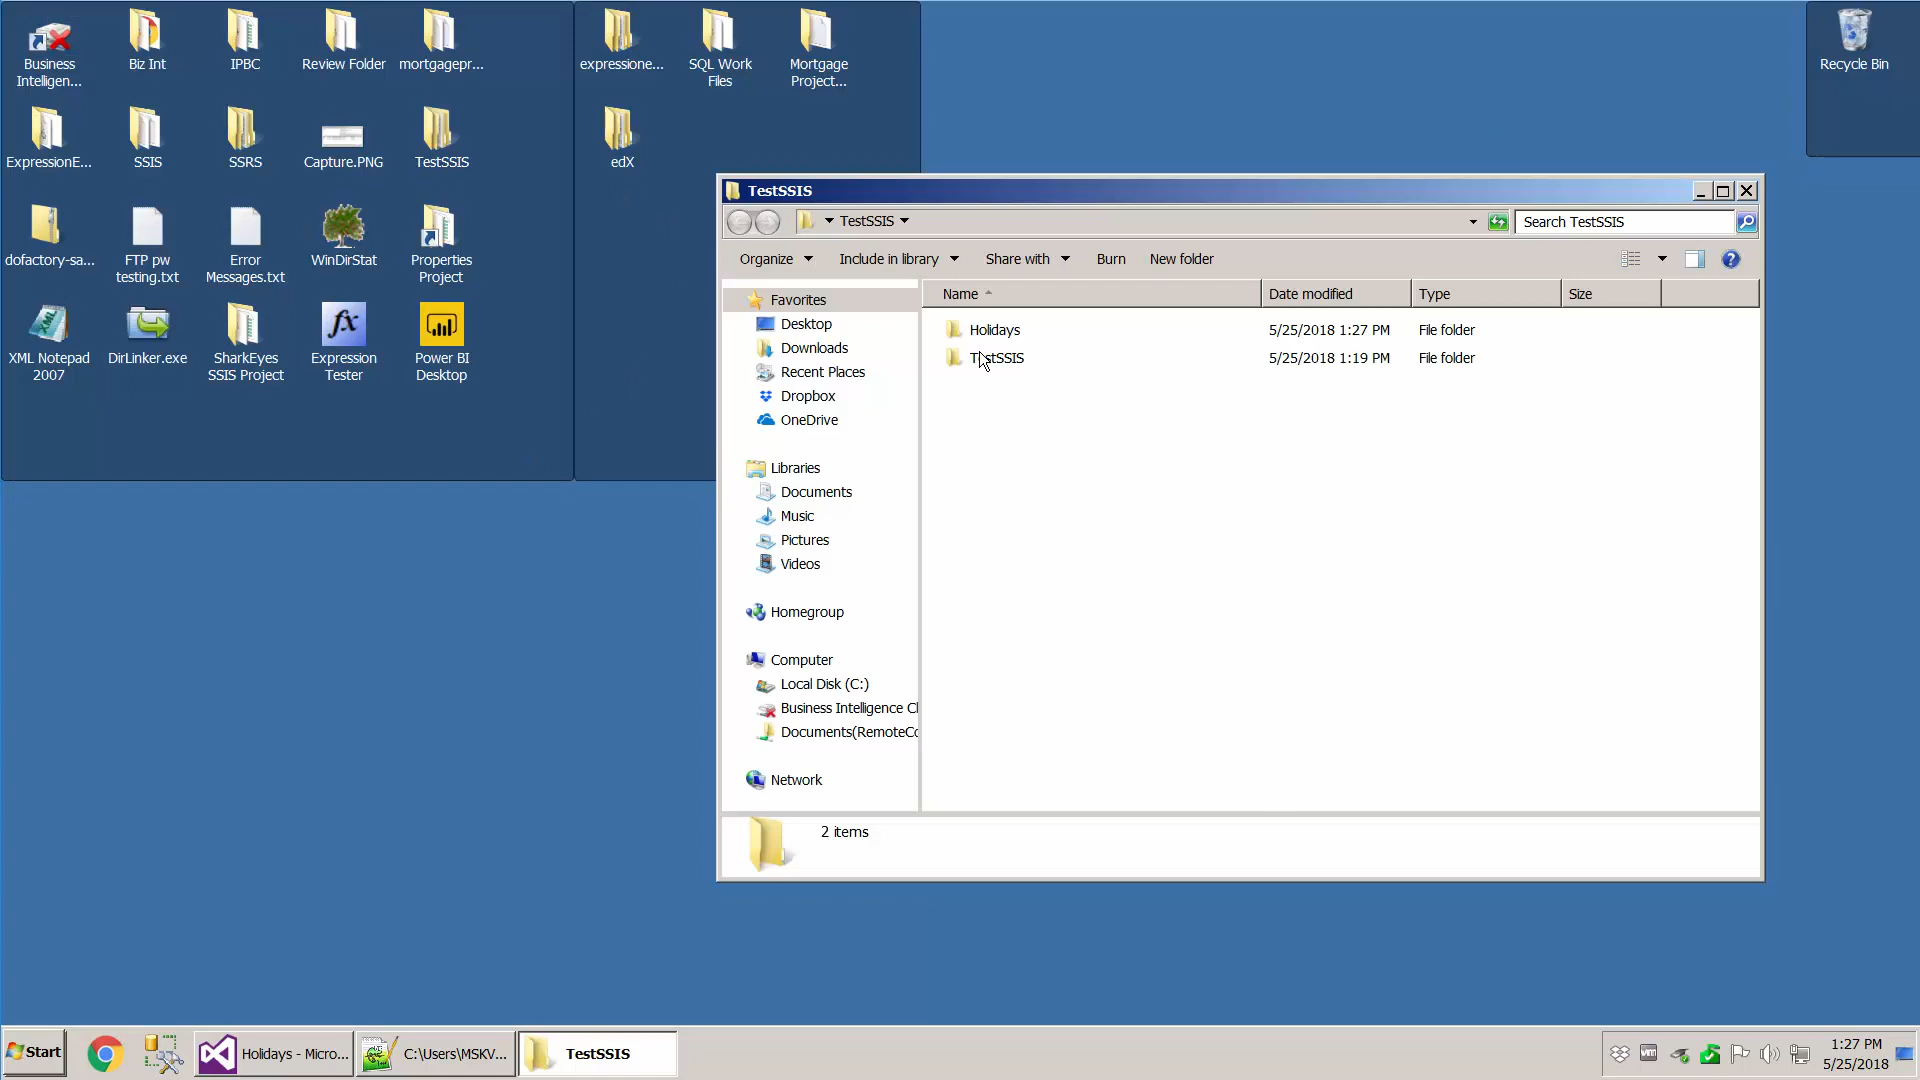 Business
Intelligen...
Biz Int
IPBC
Review Folder
mortgagepr...
expressione...
SQL Work
Files
Mortgage
Project...
Recycle Bin
ExpressionE...
SSIS
SSRS
Capture.PNG
TestSSIS
edX
dofactory-sa...
FTP pw
testing.txt
Error
Messages.txt
WinDirStat
Properties
Project
XML Notepad
2007
DirLinker.exe
SharkEyes
SSIS Project
Expression
Tester
Power BI
Desktop
TestSSIS
TestSSIS
Search TestSSIS
Organize
Include in library
Share with
Burn
New folder
Name
Date modified
Type
Size
Holidays 5/25/2018 1:27 PM File folder
TestSSIS 5/25/2018 1:19 PM File folder
Favorites
Desktop
Downloads
Recent Places
Dropbox
OneDrive
Libraries
Documents
Music
Pictures
Videos
Homegroup
Computer
Local Disk (C:)
Business Intelligence Cl
Documents(RemoteCo
Network
2 items
Start
Holidays - Micro...
C:\Users\MSKV...
TestSSIS
1:27 PM
5/25/2018